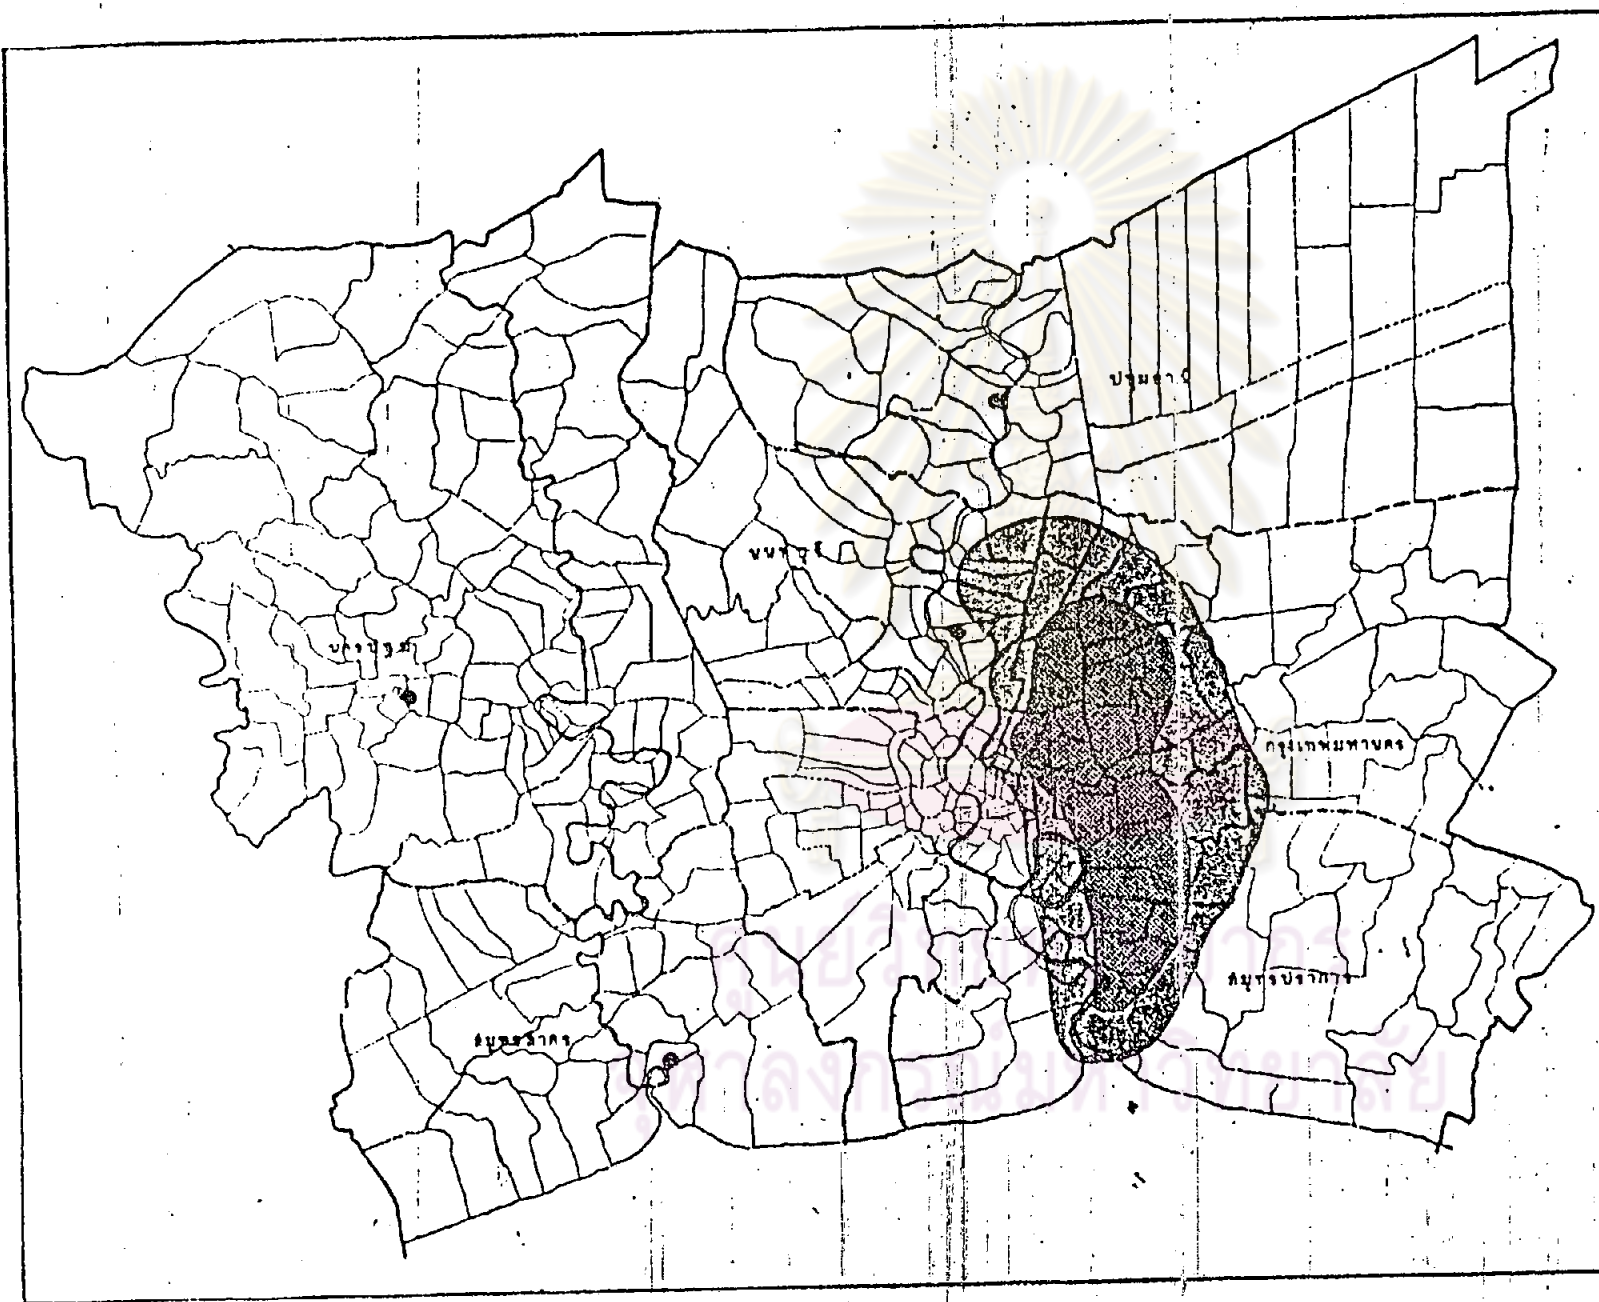 ปทุมธานี
นนทบุรี
นครปฐม
กรุงเทพมหานคร
สมุทรปราการ
สมุทรสาคร
ศูนย์วิทยทรัพยากร
จุฬาลงกรณ์มหาวิทยาลัย